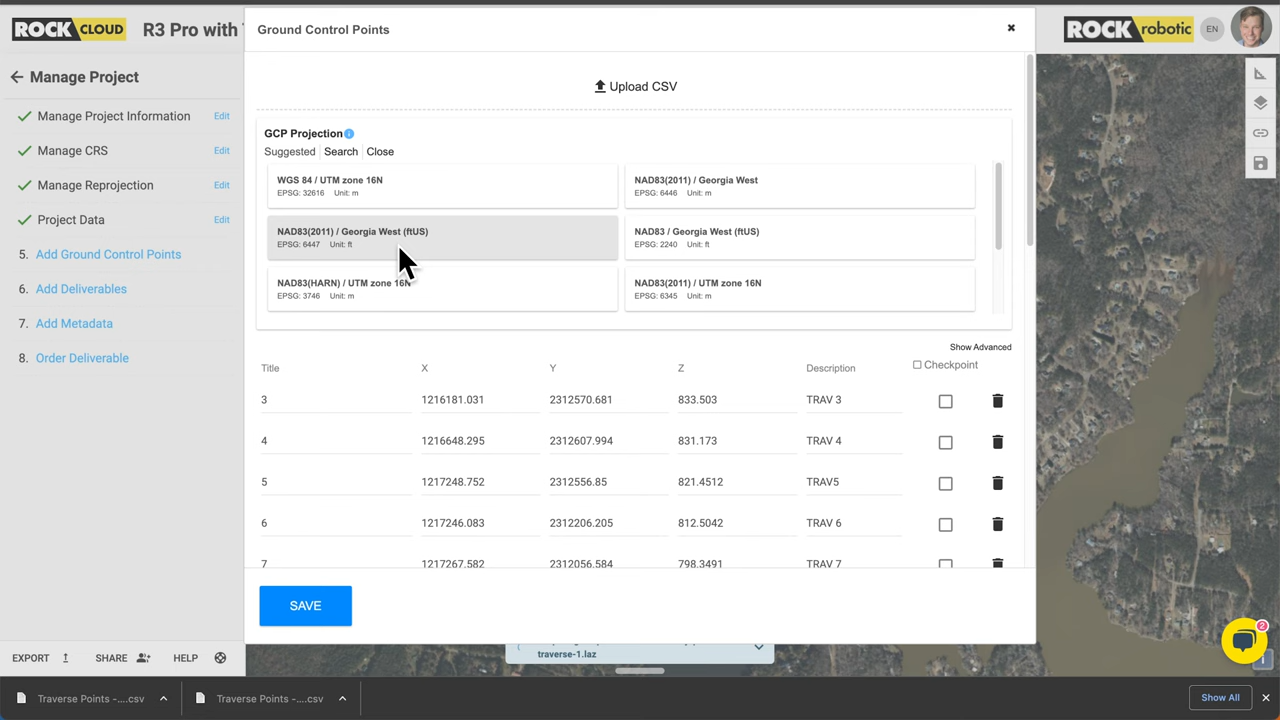 ROCK CLOUD
R3 Pro with
Ground Control Points
ROCK robotic
EN
Manage Project
Upload CSV
Manage Project Information Edit
Manage CRS Edit
Manage Reprojection Edit
Project Data Edit
5. Add Ground Control Points
6. Add Deliverables
7. Add Metadata
8. Order Deliverable
GCP Projection
Suggested Search Close
WGS 84 / UTM zone 16N
EPSG: 32616 Unit: m
NAD83(2011) / Georgia West
EPSG: 6446 Unit: m
NAD83(2011) / Georgia West (ftUS)
EPSG: 6447 Unit: ft
NAD83 / Georgia West (ftUS)
EPSG: 2240 Unit: ft
NAD83(HARN) / UTM zone 16N
EPSG: 3746 Unit: m
NAD83(2011) / UTM zone 16N
EPSG: 6345 Unit: m
Show Advanced
Title X Y Z Description Checkpoint
3 1216181.031 2312570.681 833.503 TRAV 3
4 1216648.295 2312607.994 831.173 TRAV 4
5 1217248.752 2312556.85 821.4512 TRAV5
6 1217246.083 2312206.205 812.5042 TRAV 6
7 1217267.582 2312056.584 798.3491 TRAV 7
SAVE
traverse-1.laz
2
EXPORT SHARE HELP
Traverse Points -....csv
Traverse Points -....csv
Show All